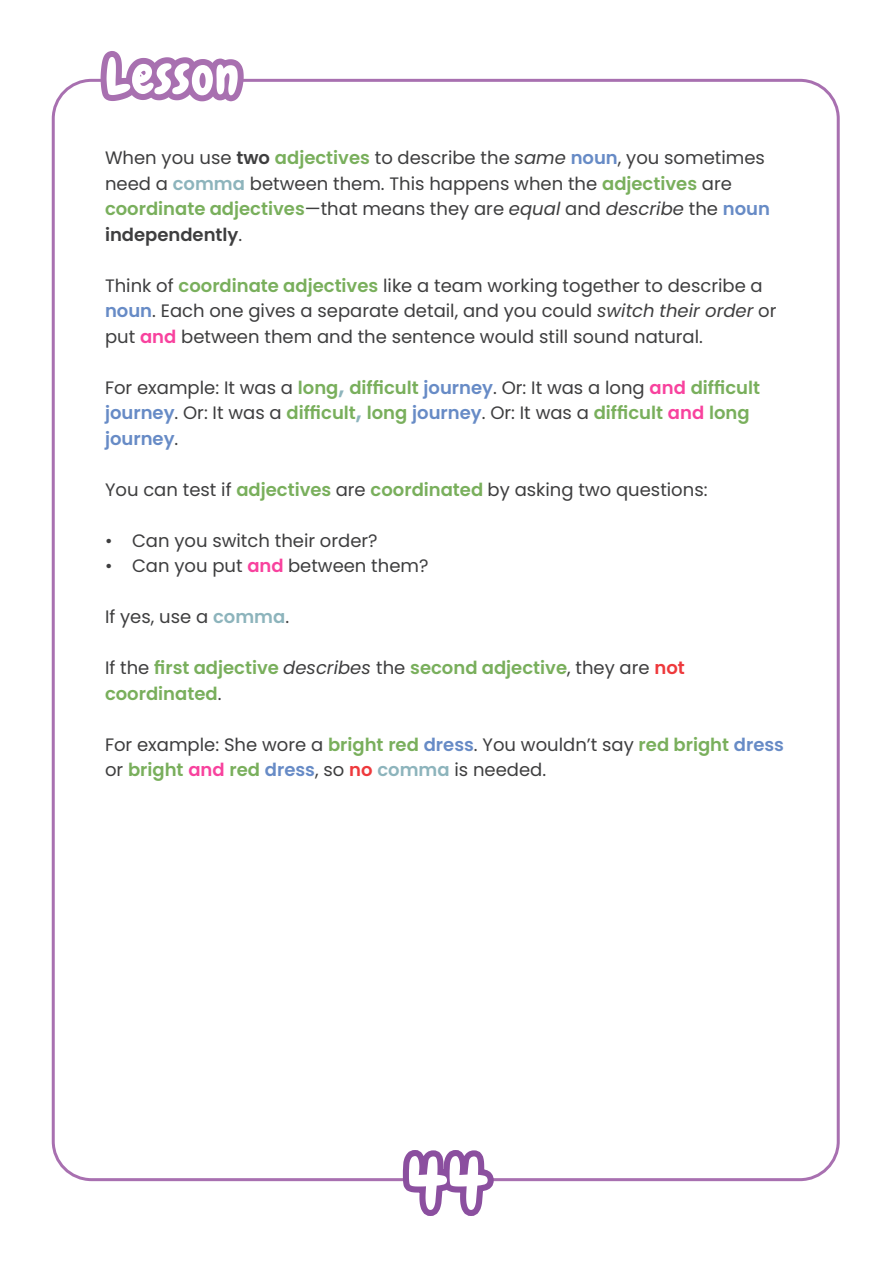 Lesson
When you use two adjectives to describe the same noun, you sometimes
need a comma between them. This happens when the adjectives are
coordinate adjectives—that means they are equal and describe the noun
independently.
Think of coordinate adjectives like a team working together to describe a
noun. Each one gives a separate detail, and you could switch their order or
put and between them and the sentence would still sound natural.
For example: It was a long, difficult journey. Or: It was a long and difficult
journey. Or: It was a difficult, long journey. Or: It was a difficult and long
journey.
You can test if adjectives are coordinated by asking two questions:
• Can you switch their order?
• Can you put and between them?
If yes, use a comma.
If the first adjective describes the second adjective, they are not
coordinated.
For example: She wore a bright red dress. You wouldn’t say red bright dress
or bright and red dress, so no comma is needed.
44